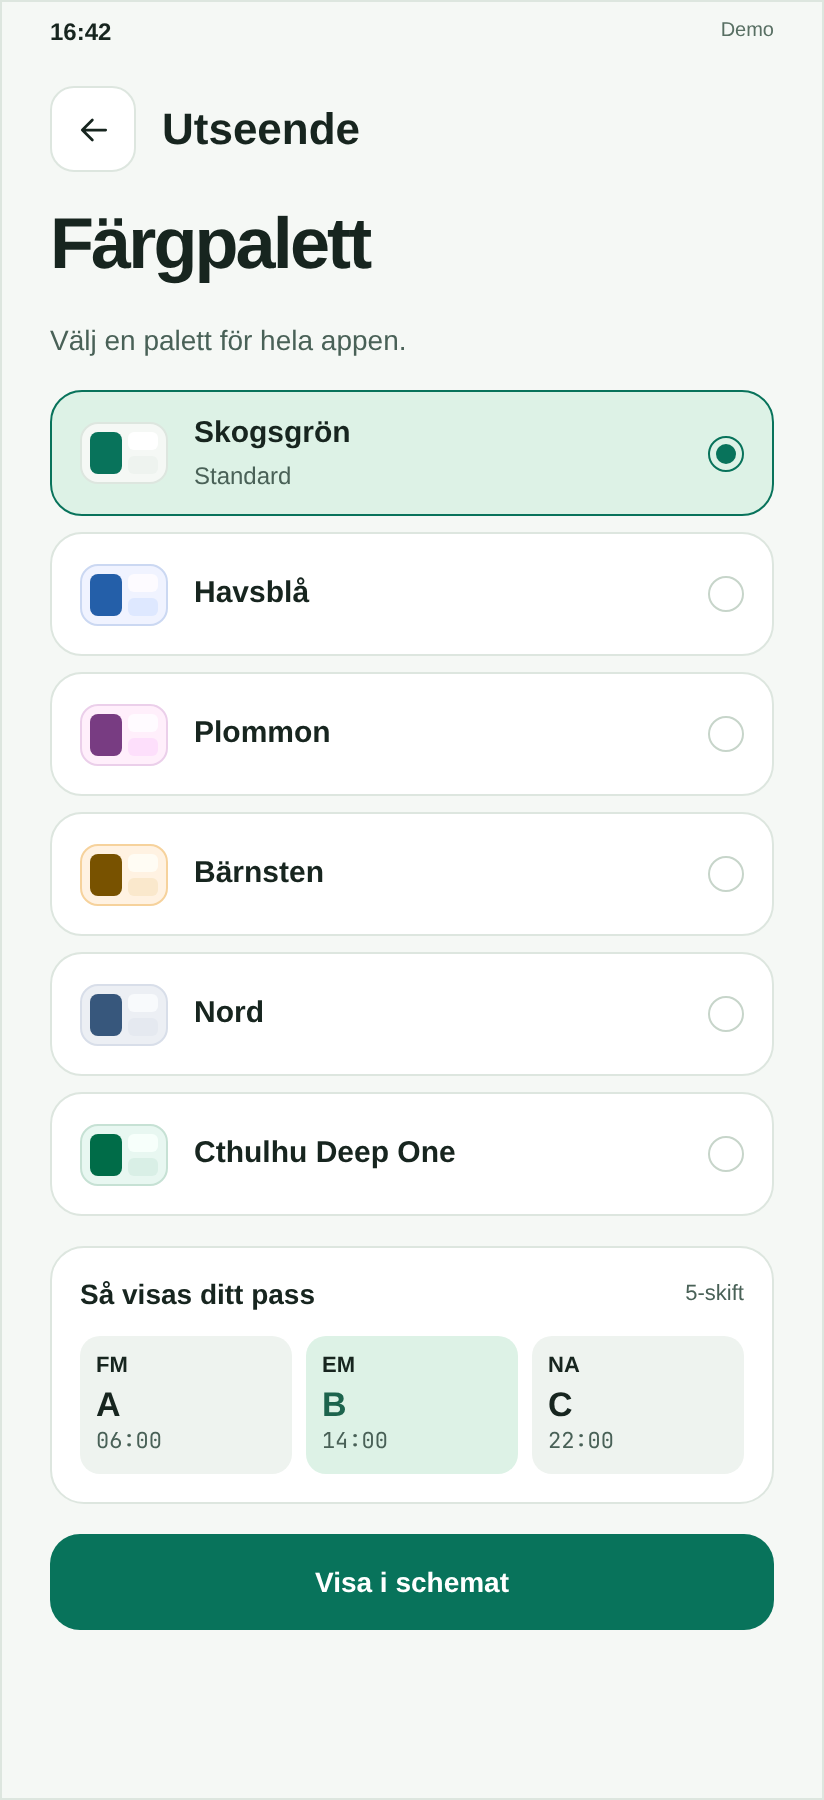 16:42
Demo
Utseende
Färgpalett
Välj en palett för hela appen.
Skogsgrön
Standard
Havsblå
Plommon
Bärnsten
Nord
Cthulhu Deep One
Så visas ditt pass
5-skift
FM
A
06:00
EM
B
14:00
NA
C
22:00
Visa i schemat